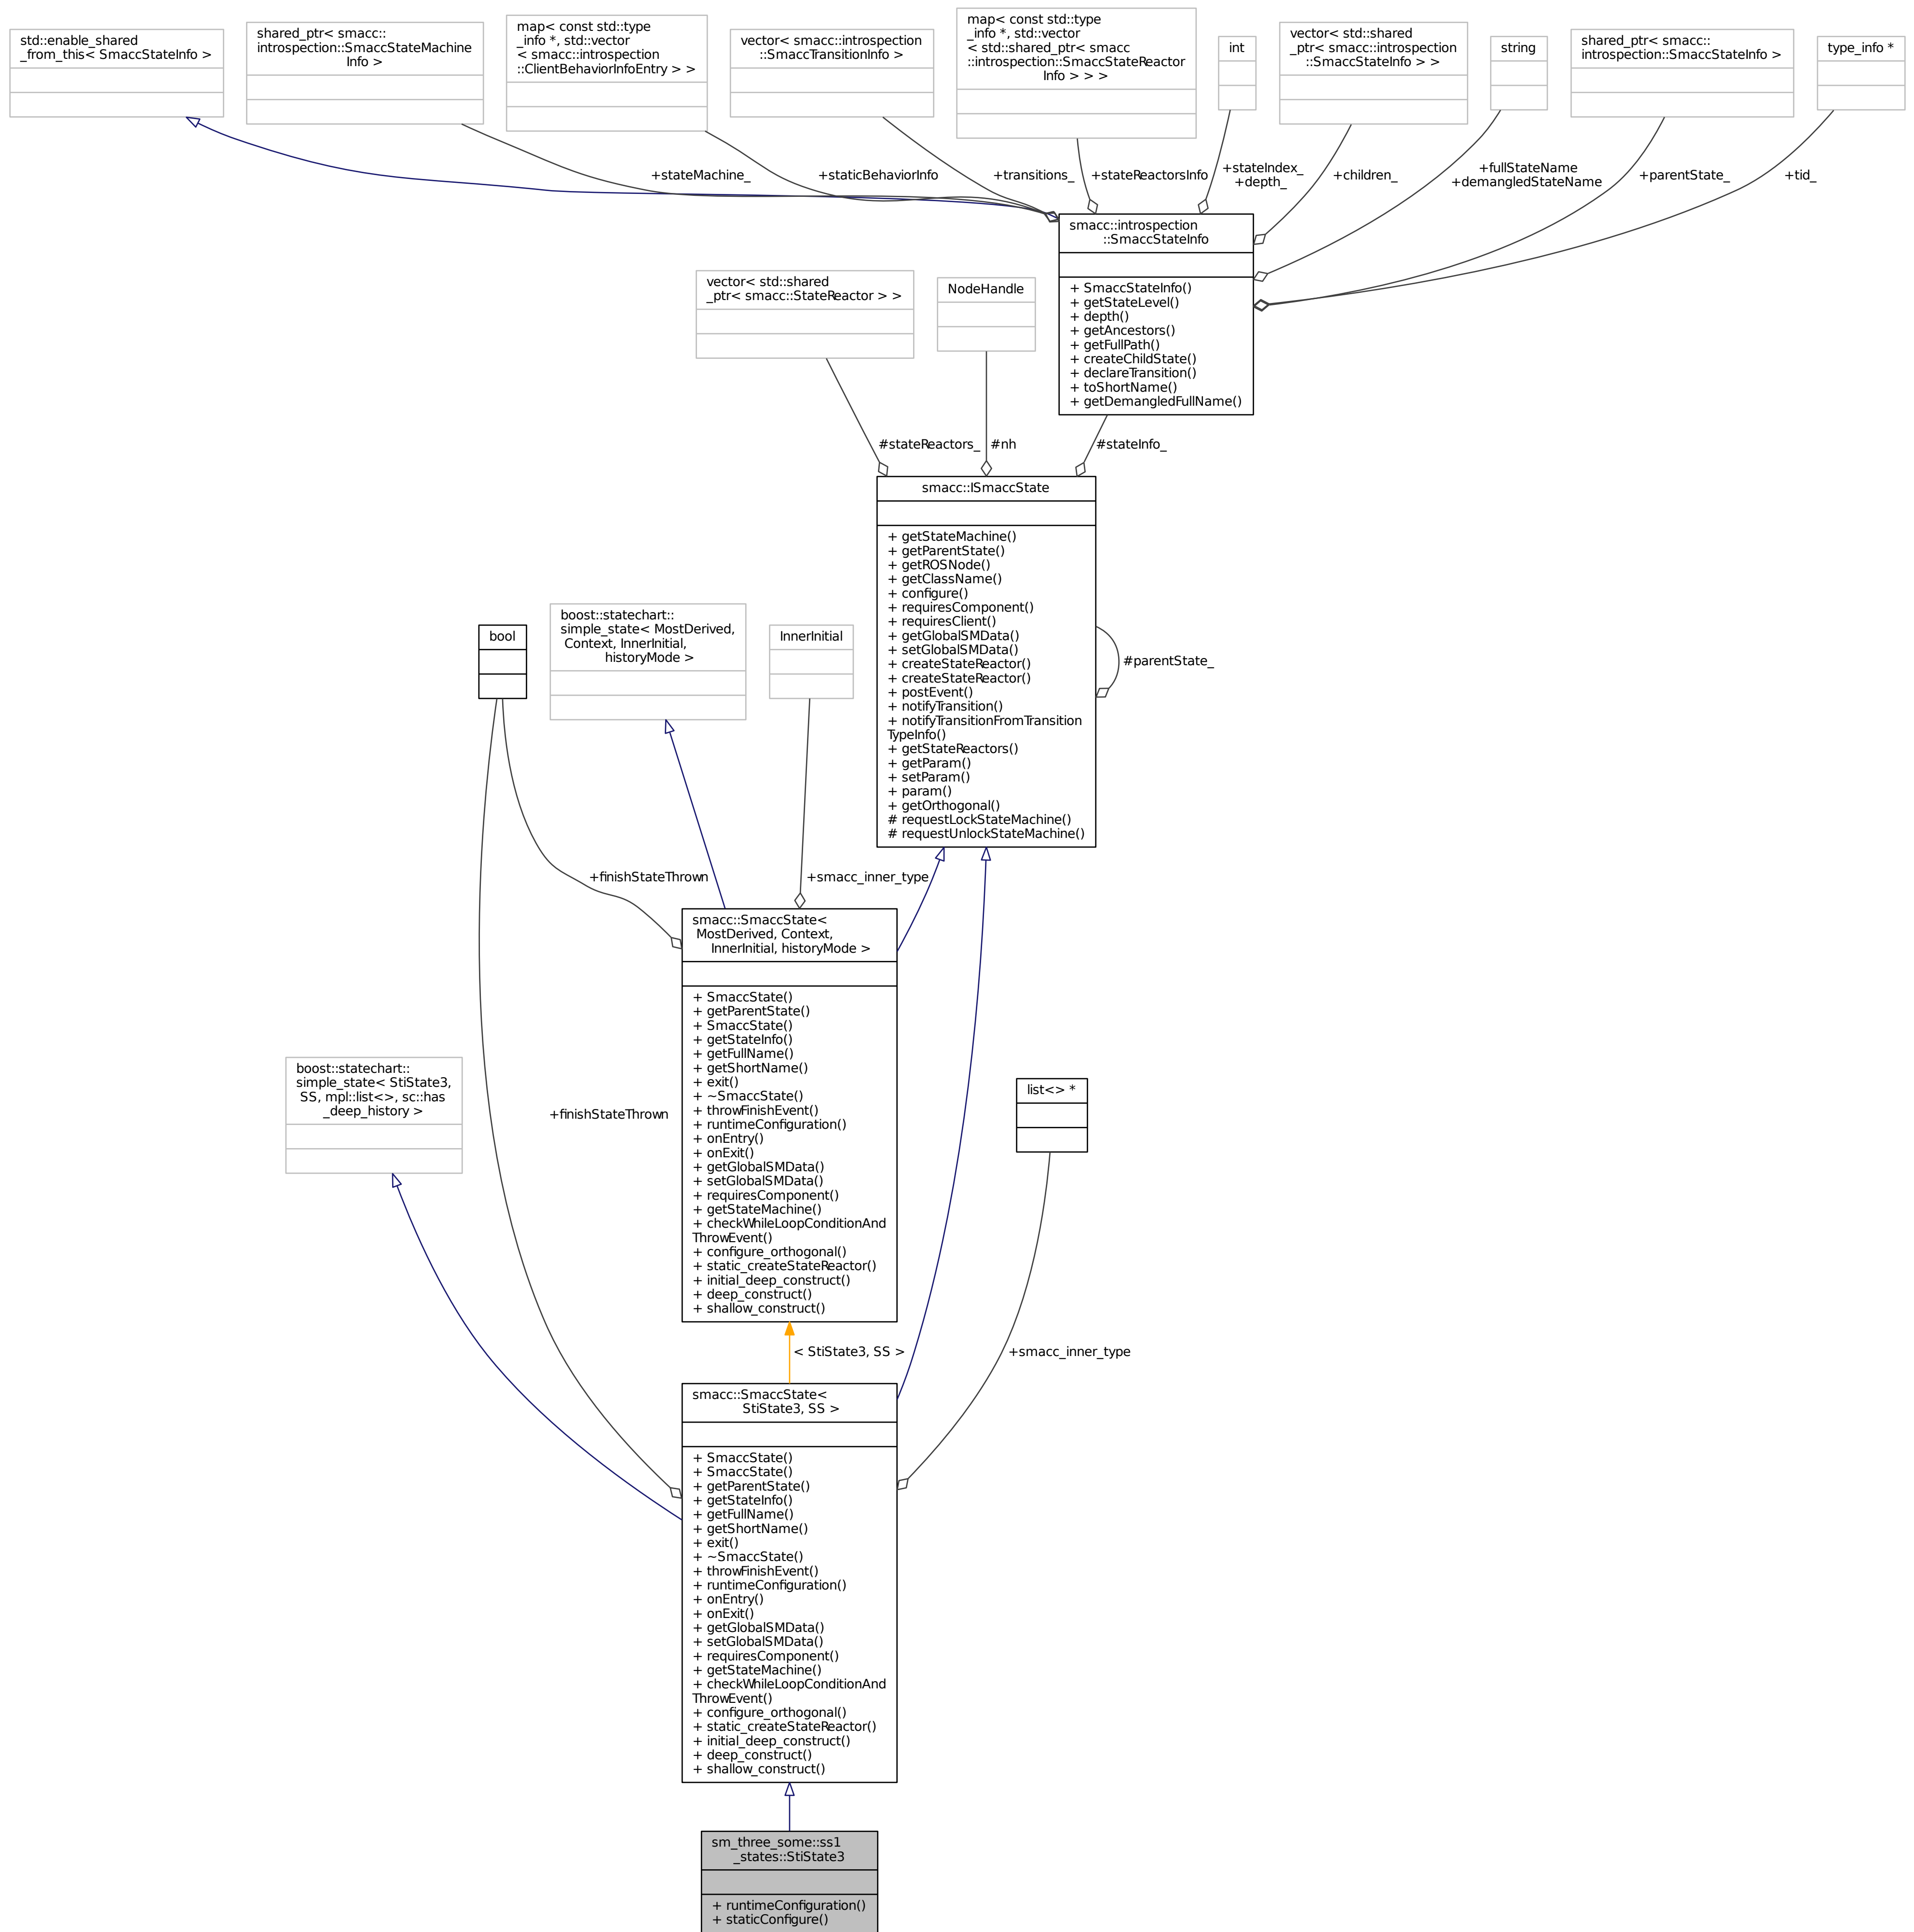 std::enable_shared
_from_this< SmaccStateInfo >
shared_ptr< smacc::
introspection::SmaccStateMachine
Info >
map< const std::type
_info *, std::vector
< smacc::introspection
::ClientBehaviorInfoEntry > >
vector< smacc::introspection
::SmaccTransitionInfo >
map< const std::type
_info *, std::vector
< std::shared_ptr< smacc
::introspection::SmaccStateReactor
Info > > >
int
vector< std::shared
_ptr< smacc::introspection
::SmaccStateInfo > >
string
shared_ptr< smacc::
introspection::SmaccStateInfo >
type_info *
+stateMachine_
+staticBehaviorInfo
+transitions_
+stateReactorsInfo
+stateIndex_
+depth_
+children_
+fullStateName
+demangledStateName
+parentState_
+tid_
smacc::introspection
::SmaccStateInfo
+ SmaccStateInfo()
+ getStateLevel()
+ depth()
+ getAncestors()
+ getFullPath()
+ createChildState()
+ declareTransition()
+ toShortName()
+ getDemangledFullName()
vector< std::shared
_ptr< smacc::StateReactor > >
NodeHandle
#stateReactors_
#nh
#stateInfo_
smacc::ISmaccState
+ getStateMachine()
+ getParentState()
+ getROSNode()
+ getClassName()
+ configure()
+ requiresComponent()
+ requiresClient()
+ getGlobalSMData()
+ setGlobalSMData()
+ createStateReactor()
+ createStateReactor()
+ postEvent()
+ notifyTransition()
+ notifyTransitionFromTransition
TypeInfo()
+ getStateReactors()
+ getParam()
+ setParam()
+ param()
+ getOrthogonal()
# requestLockStateMachine()
# requestUnlockStateMachine()
#parentState_
bool
boost::statechart::
simple_state< MostDerived,
Context, InnerInitial,
historyMode >
InnerInitial
+finishStateThrown
+smacc_inner_type
smacc::SmaccState<
MostDerived, Context,
InnerInitial, historyMode >
+ SmaccState()
+ getParentState()
+ SmaccState()
+ getStateInfo()
+ getFullName()
+ getShortName()
+ exit()
+ ~SmaccState()
+ throwFinishEvent()
+ runtimeConfiguration()
+ onEntry()
+ onExit()
+ getGlobalSMData()
+ setGlobalSMData()
+ requiresComponent()
+ getStateMachine()
+ checkWhileLoopConditionAnd
ThrowEvent()
+ configure_orthogonal()
+ static_createStateReactor()
+ initial_deep_construct()
+ deep_construct()
+ shallow_construct()
boost::statechart::
simple_state< StiState3,
SS, mpl::list<>, sc::has
_deep_history >
+finishStateThrown
list<> *
< StiState3, SS >
+smacc_inner_type
smacc::SmaccState<
StiState3, SS >
+ SmaccState()
+ SmaccState()
+ getParentState()
+ getStateInfo()
+ getFullName()
+ getShortName()
+ exit()
+ ~SmaccState()
+ throwFinishEvent()
+ runtimeConfiguration()
+ onEntry()
+ onExit()
+ getGlobalSMData()
+ setGlobalSMData()
+ requiresComponent()
+ getStateMachine()
+ checkWhileLoopConditionAnd
ThrowEvent()
+ configure_orthogonal()
+ static_createStateReactor()
+ initial_deep_construct()
+ deep_construct()
+ shallow_construct()
sm_three_some::ss1
_states::StiState3
+ runtimeConfiguration()
+ staticConfigure()